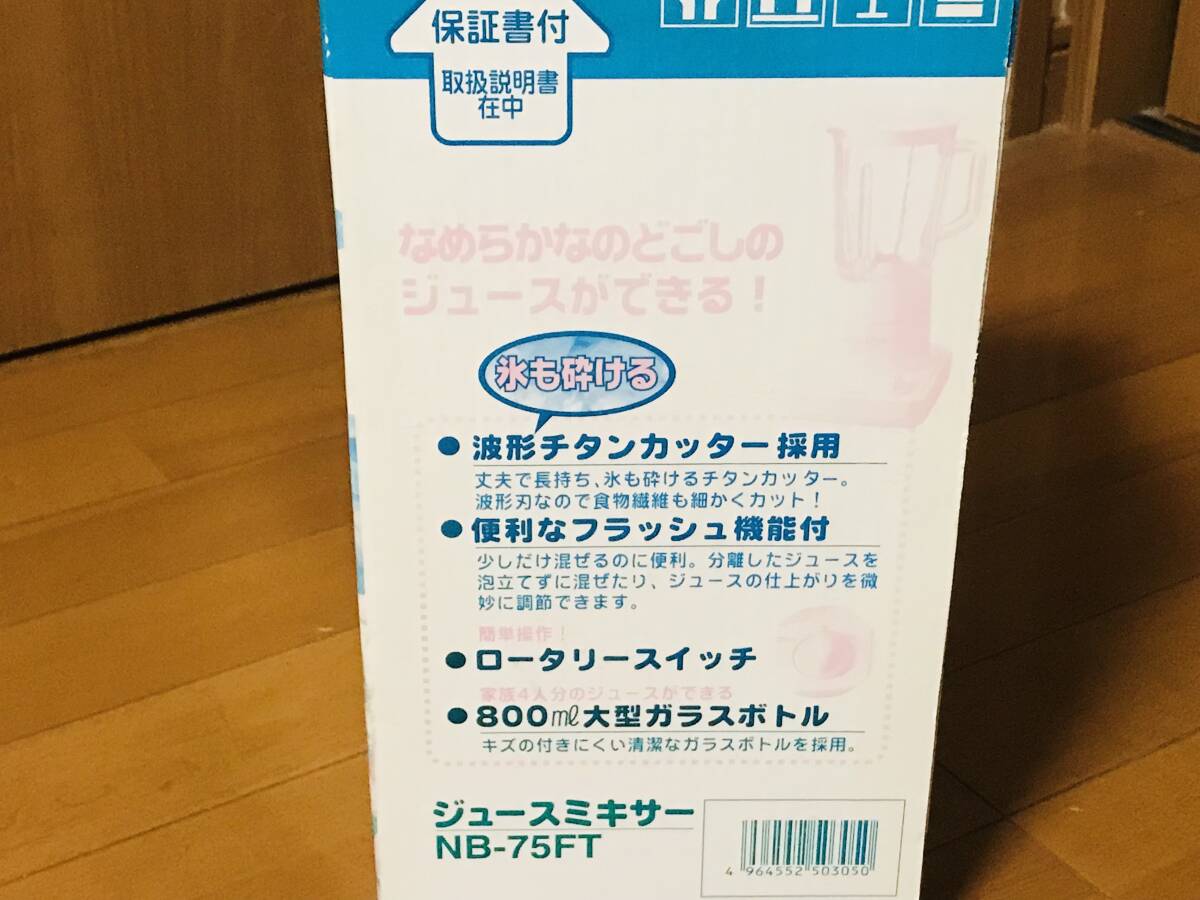 保証書付
取扱説明書
在中
なめらかなのどごしの
ジュースができる！
氷も砕ける
●波形チタンカッター採用
丈夫で長持ち、氷も砕けるチタンカッター。
波形刃なので食物繊維も細かくカット！
●便利なフラッシュ機能付
少しだけ混ぜるのに便利。分離したジュースを
泡立てずに混ぜたり、ジュースの仕上がりを微
妙に調節できます。
簡単操作！
●ロータリースイッチ
家族4人分のジュースができる
●800㎖大型ガラスボトル
キズの付きにくい清潔なガラスボトルを採用。
ジュースミキサー
NB-75FT
4 964552 503050